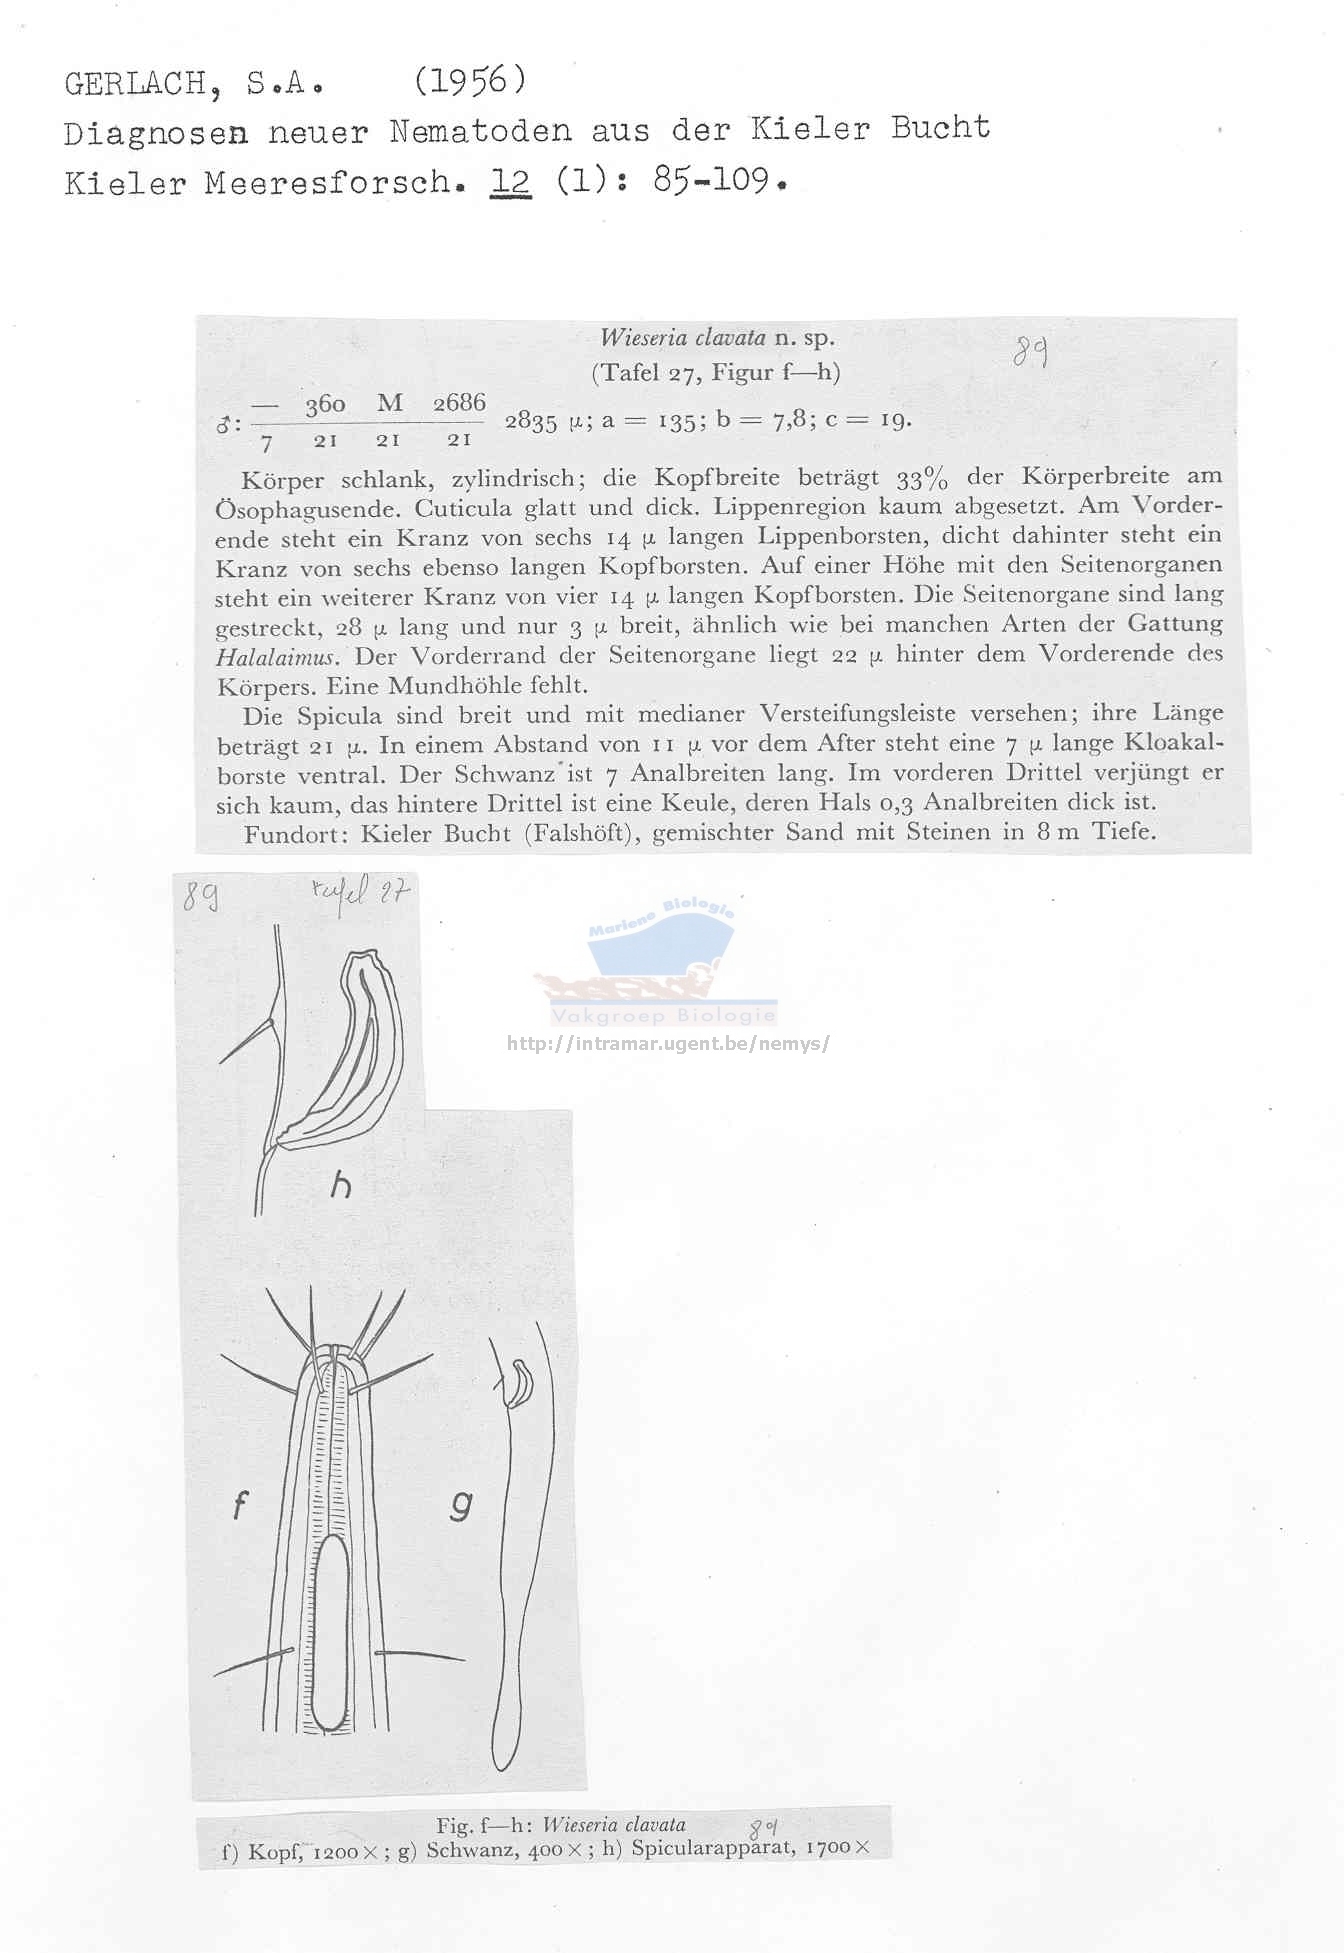 GERLACH, S.A. (1956)
Diagnosen neuer Nematoden aus der Kieler Bucht
Kieler Meeresforsch. 12 (1): 85-109.
Wieseria clavata n. sp.
89
(Tafel 27, Figur f—h)
— 360 M 2686
♂: 2835 µ; a = 135; b = 7,8; c = 19.
7 21 21 21
Körper schlank, zylindrisch; die Kopfbreite beträgt 33% der Körperbreite am
Ösophagusende. Cuticula glatt und dick. Lippenregion kaum abgesetzt. Am Vorder-
ende steht ein Kranz von sechs 14 µ langen Lippenborsten, dicht dahinter steht ein
Kranz von sechs ebenso langen Kopfborsten. Auf einer Höhe mit den Seitenorganen
steht ein weiterer Kranz von vier 14 µ langen Kopfborsten. Die Seitenorgane sind lang
gestreckt, 28 µ lang und nur 3 µ breit, ähnlich wie bei manchen Arten der Gattung
Halalaimus. Der Vorderrand der Seitenorgane liegt 22 µ hinter dem Vorderende des
Körpers. Eine Mundhöhle fehlt.
Die Spicula sind breit und mit medianer Versteifungsleiste versehen; ihre Länge
beträgt 21 µ. In einem Abstand von 11 µ vor dem After steht eine 7 µ lange Kloakal-
borste ventral. Der Schwanz ist 7 Analbreiten lang. Im vorderen Drittel verjüngt er
sich kaum, das hintere Drittel ist eine Keule, deren Hals 0,3 Analbreiten dick ist.
Fundort: Kieler Bucht (Falshöft), gemischter Sand mit Steinen in 8 m Tiefe.
89 tafel 27
Mariene Biologie
Vakgroep Biologie
http://intramar.ugent.be/nemys/
h
f
g
Fig. f—h: Wieseria clavata 89
f) Kopf, 1200 X; g) Schwanz, 400 X; h) Spicularapparat, 1700 X